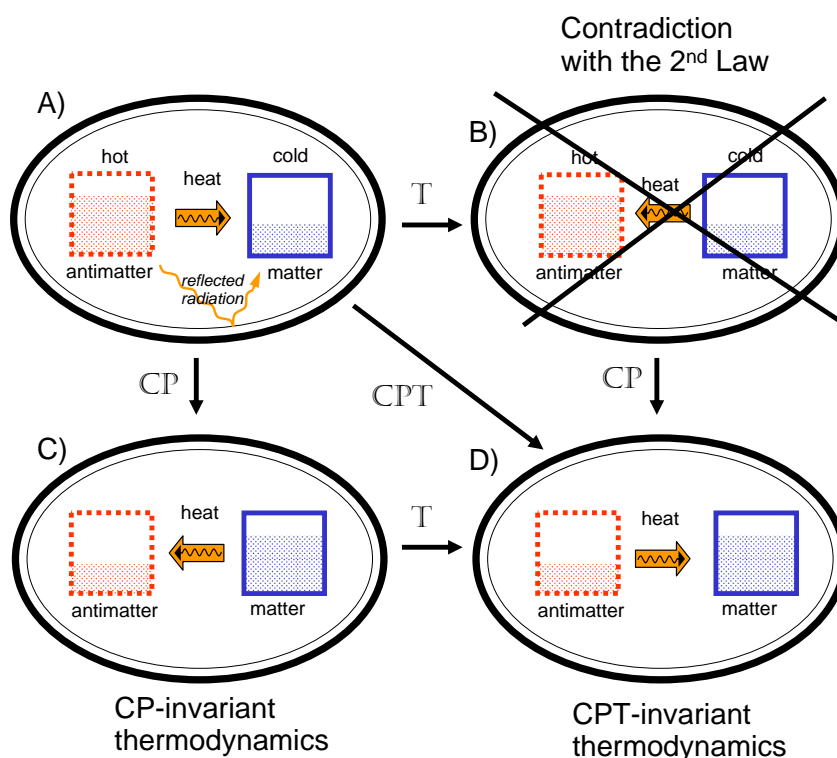 Contradiction
with the 2nd Law
A)
hot
cold
heat
antimatter
matter
reflected
radiation
T
B)
hot
cold
heat
antimatter
matter
CP
CPT
CP
C)
heat
antimatter
matter
T
D)
heat
antimatter
matter
CP-invariant
thermodynamics
CPT-invariant
thermodynamics